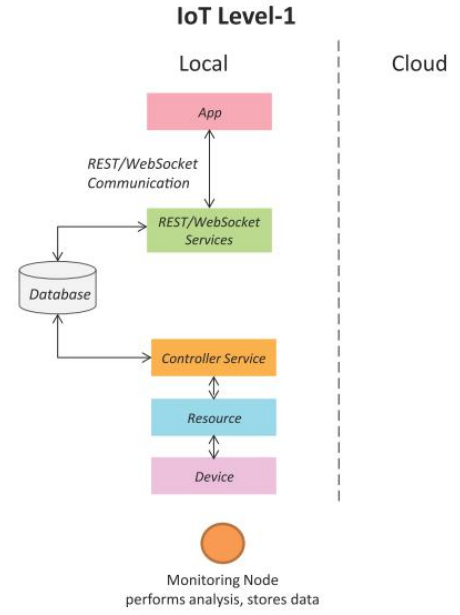 IoT Level-1
Local
Cloud
App
REST/WebSocket
Communication
REST/WebSocket
Services
Database
Controller Service
Resource
Device
Monitoring Node
performs analysis, stores data